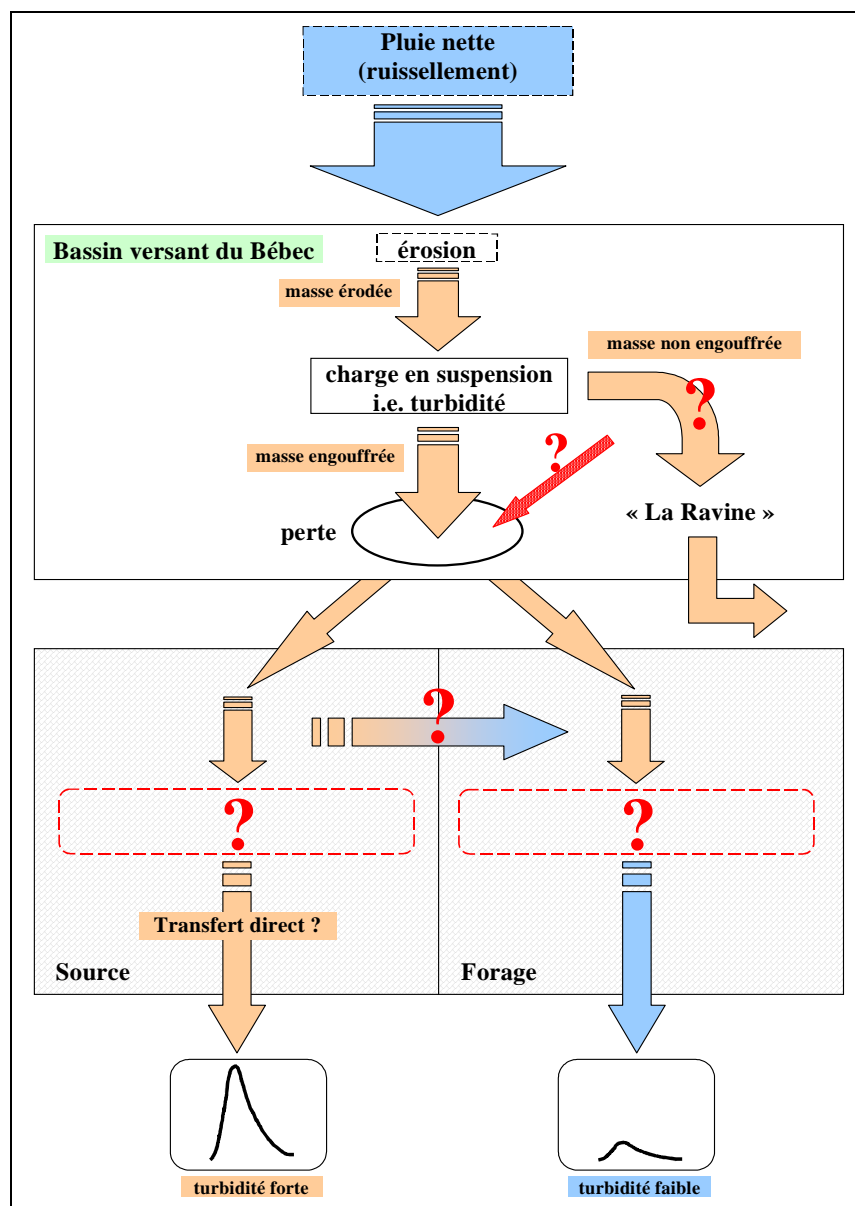 Pluie nette
(ruissellement)
Bassin versant du Bébec
érosion
masse érodée
masse non engouffrée
charge en suspension
i.e. turbidité
?
?
masse engouffrée
« La Ravine »
perte
?
?
?
Transfert direct ?
Source
Forage
turbidité forte
turbidité faible